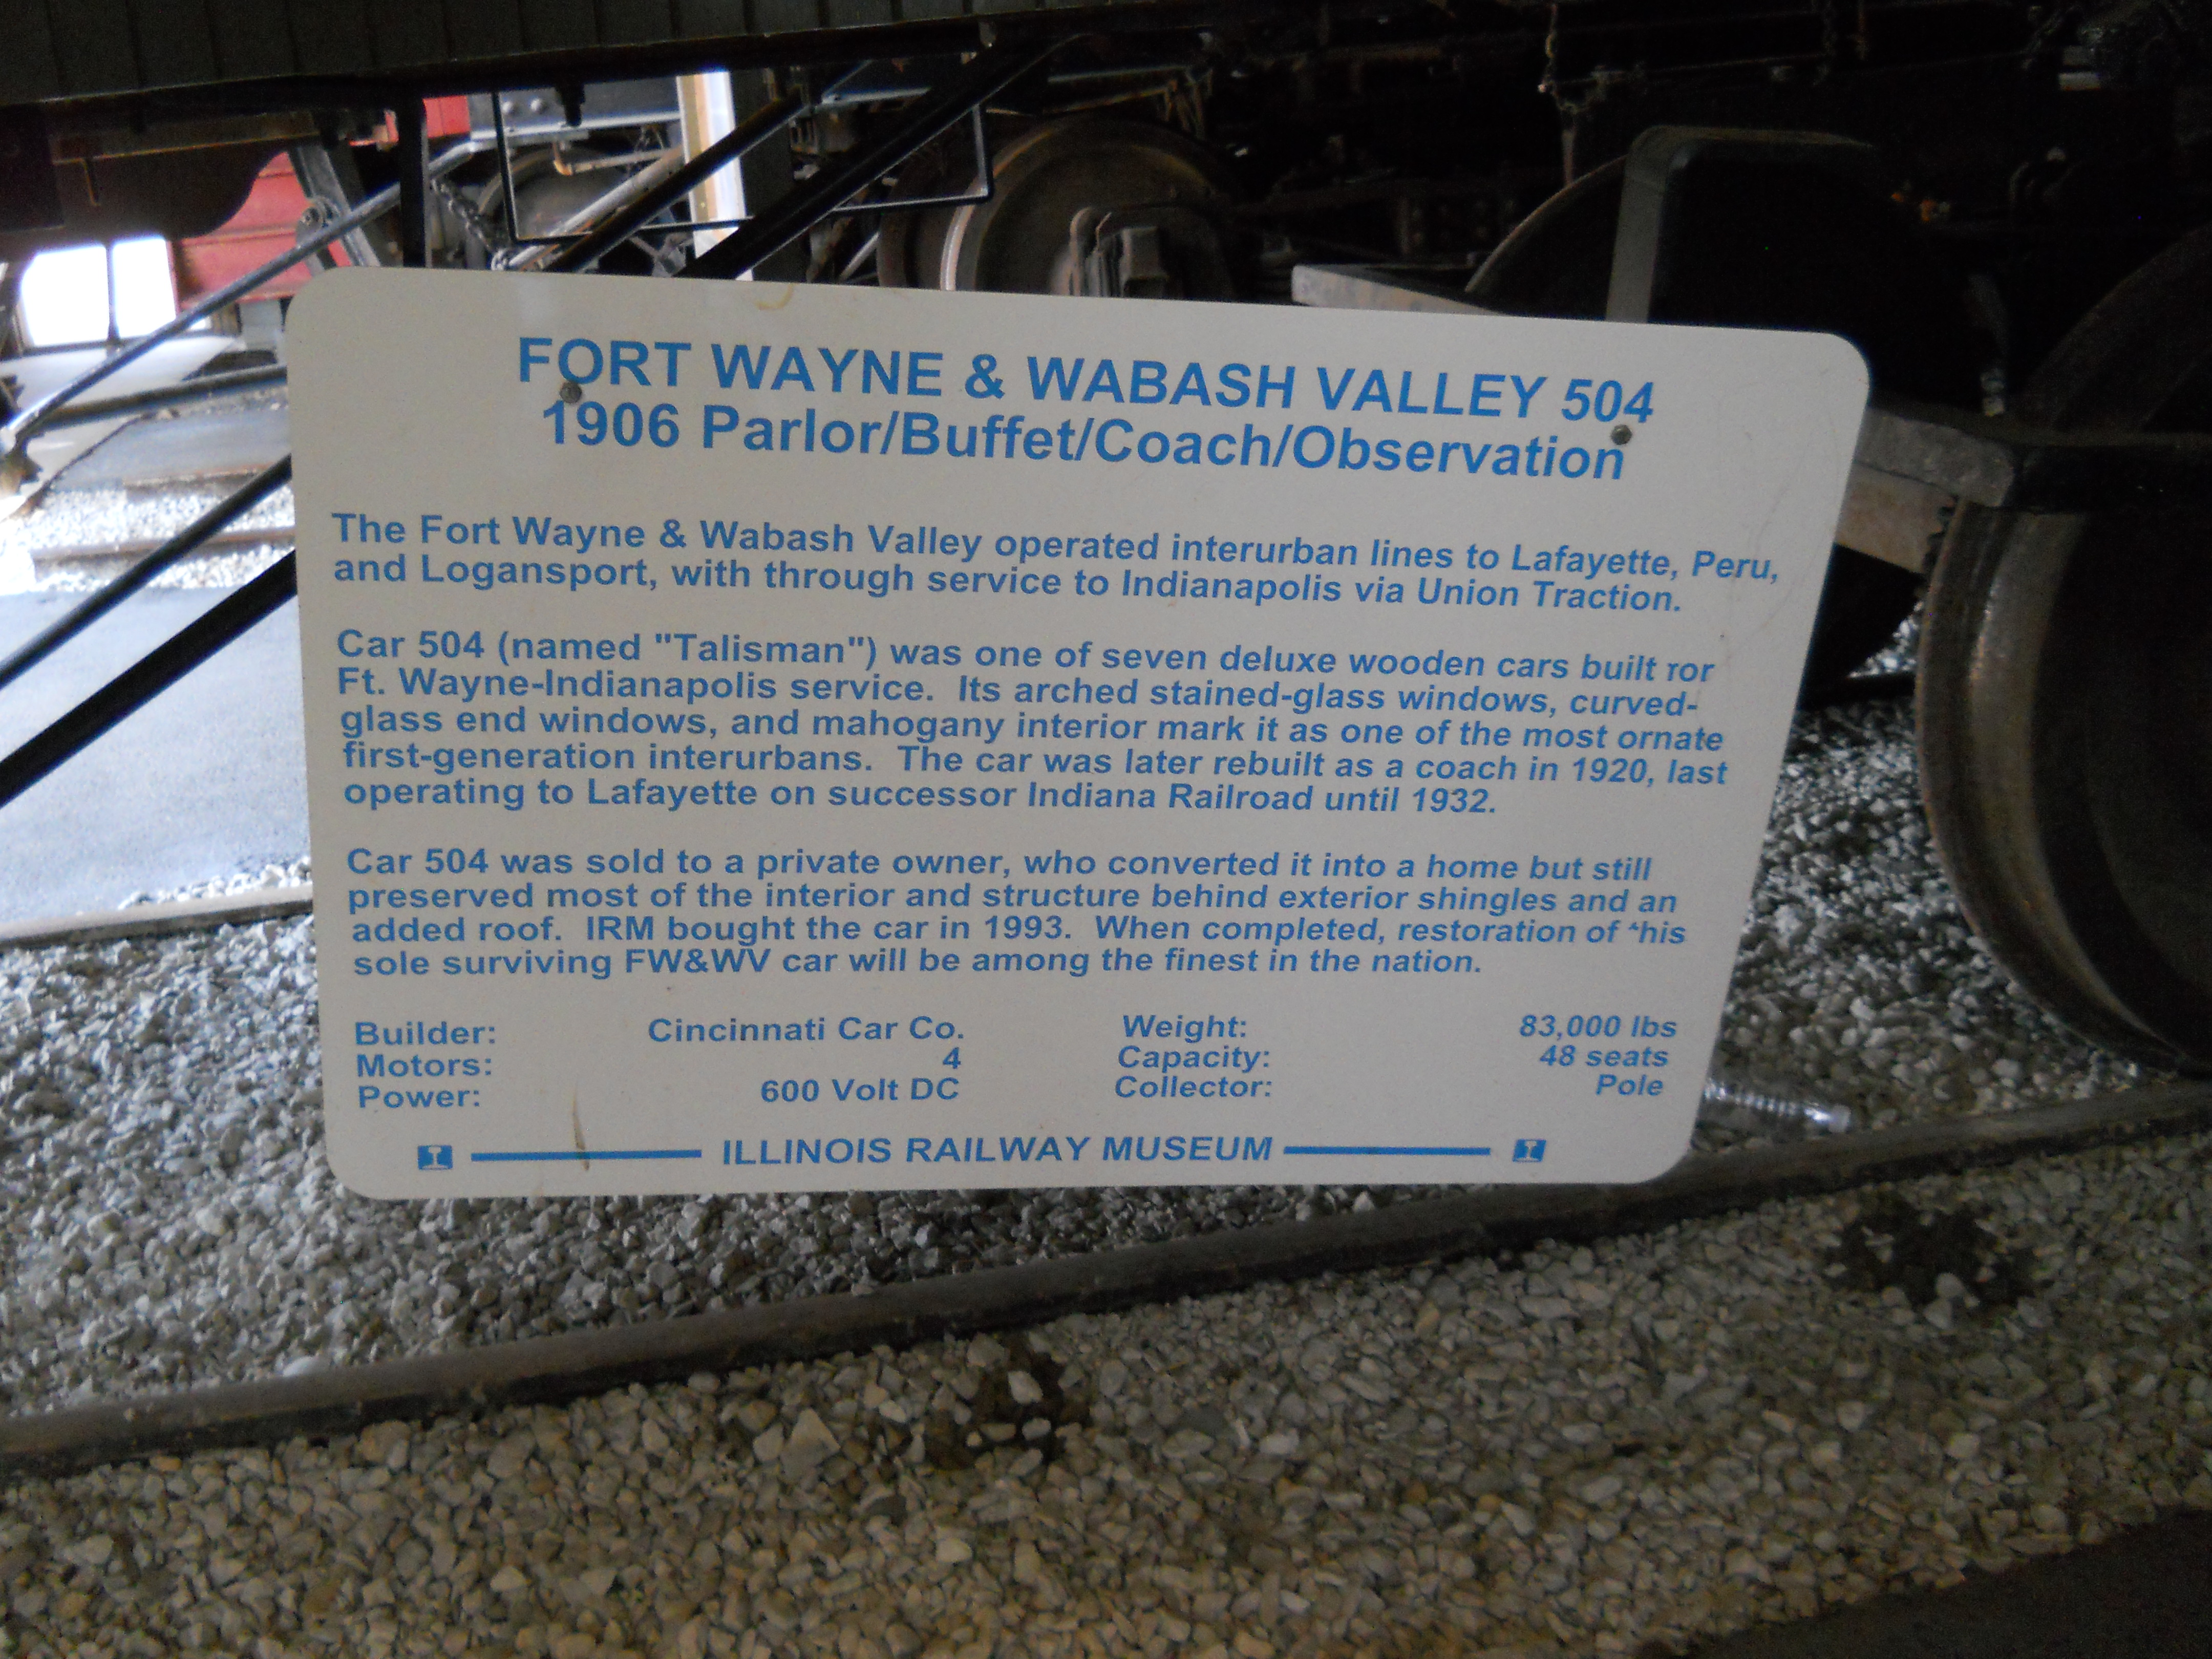 FORT WAYNE & WABASH VALLEY 504
1906 Parlor/Buffet/Coach/Observation
The Fort Wayne & Wabash Valley operated interurban lines to Lafayette, Peru,
and Logansport, with through service to Indianapolis via Union Traction.
Car 504 (named "Talisman") was one of seven deluxe wooden cars built for
Ft. Wayne-Indianapolis service. Its arched stained-glass windows, curved-
glass end windows, and mahogany interior mark it as one of the most ornate
first-generation interurbans. The car was later rebuilt as a coach in 1920, last
operating to Lafayette on successor Indiana Railroad until 1932.
Car 504 was sold to a private owner, who converted it into a home but still
preserved most of the interior and structure behind exterior shingles and an
added roof. IRM bought the car in 1993. When completed, restoration of this
sole surviving FW&WV car will be among the finest in the nation.
Builder: Cincinnati Car Co. Weight: 83,000 lbs
Motors: 4 Capacity: 48 seats
Power: 600 Volt DC Collector: Pole
I ILLINOIS RAILWAY MUSEUM I